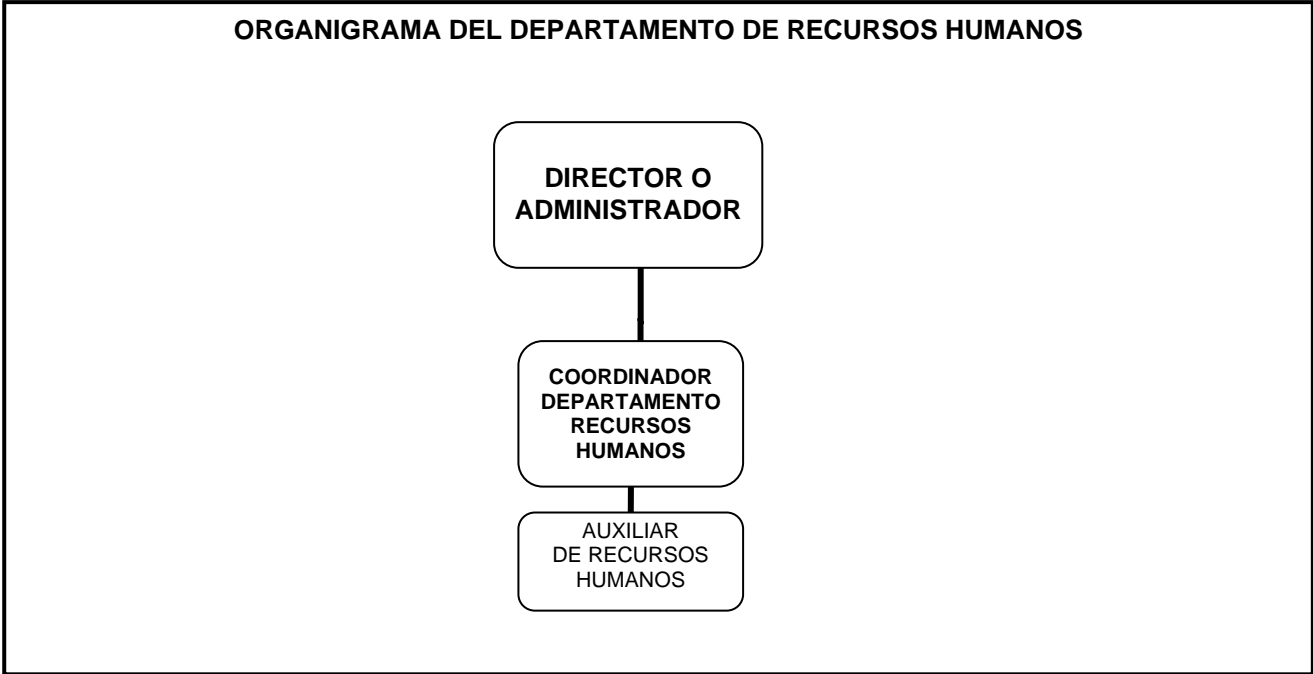 ORGANIGRAMA DEL DEPARTAMENTO DE RECURSOS HUMANOS
DIRECTOR O
ADMINISTRADOR
COORDINADOR
DEPARTAMENTO
RECURSOS
HUMANOS
AUXILIAR
DE RECURSOS
HUMANOS